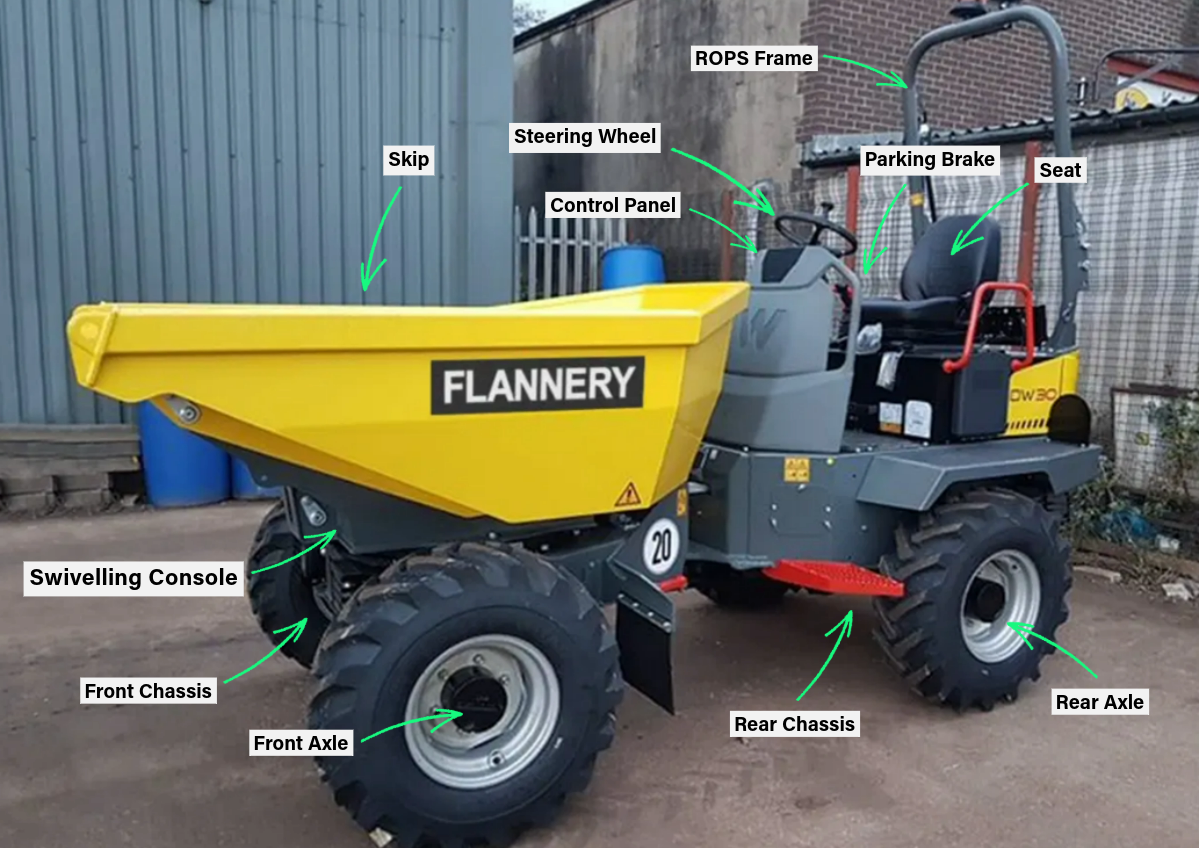 ROPS Frame
Steering Wheel
Skip
Parking Brake
Seat
Control Panel
W
FLANNERY
DW30
20
Swivelling Console
Front Chassis
Rear Axle
Rear Chassis
Front Axle